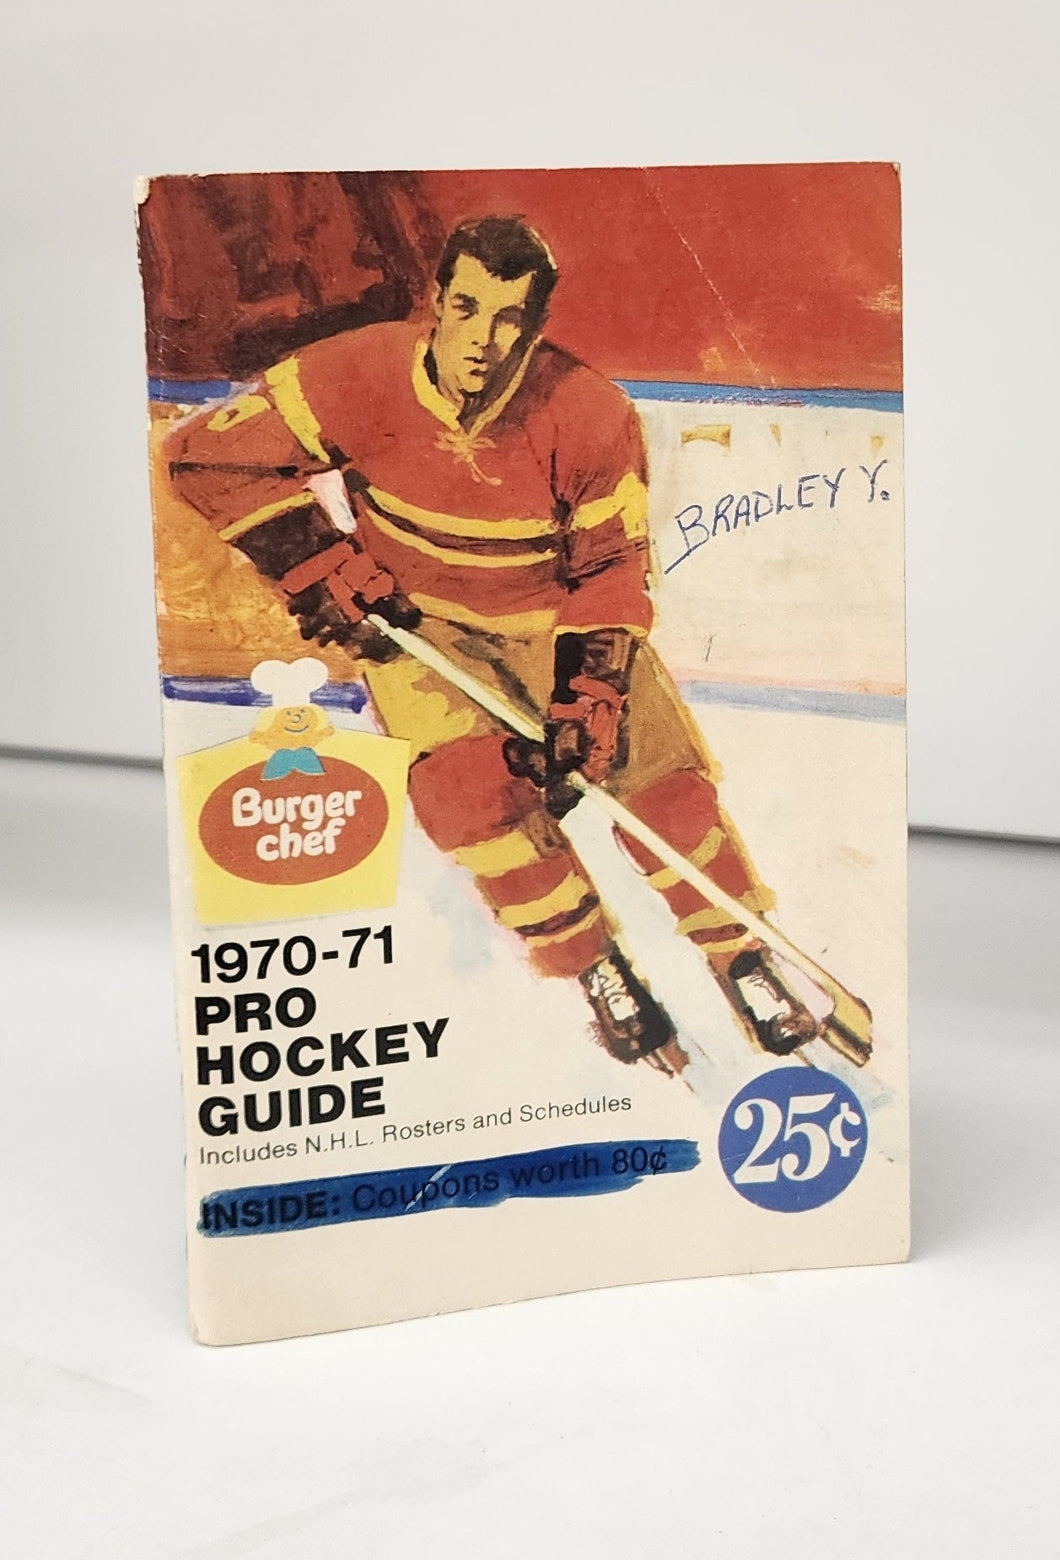 BRADLEY Y.
Burger
chef
1970-71
PRO
HOCKEY
GUIDE
Includes N.H.L. Rosters and Schedules
INSIDE: Coupons worth 80¢
25¢